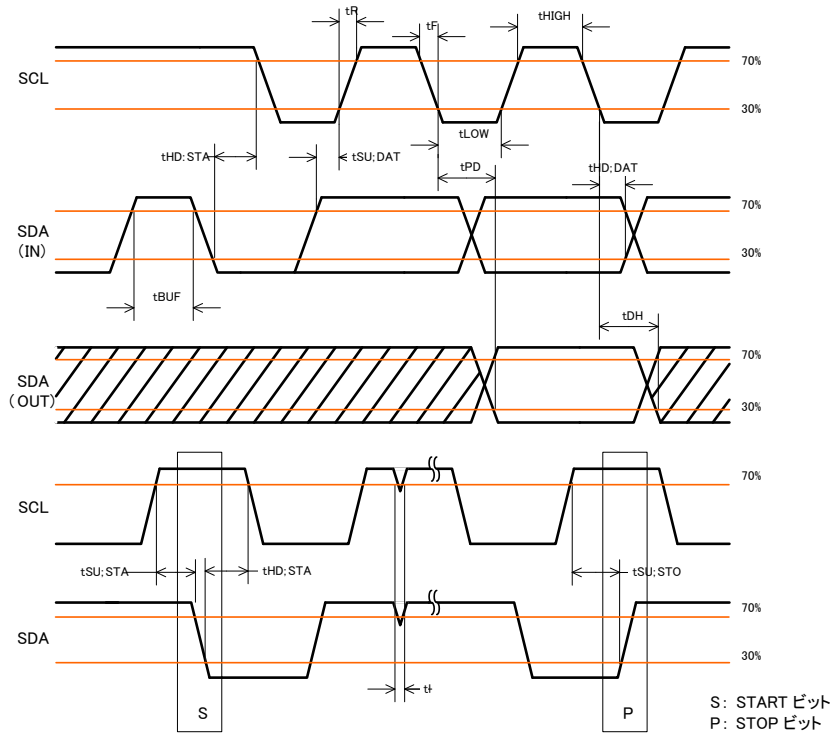 tR
tF
tHIGH
SCL
70%
30%
tLOW
tHD:STA
tSU;DAT
tPD
tHD;DAT
SDA
(IN)
70%
30%
tBUF
tDH
SDA
(OUT)
70%
30%
SCL
70%
tSU;STA
tHD;STA
tSU;STO
SDA
70%
30%
tI
S
P
S: START ビット
P: STOP ビット